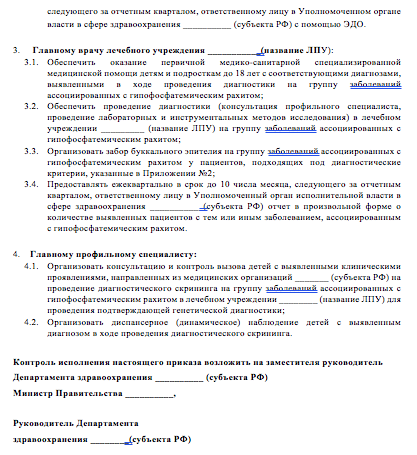 следующего за отчетным кварталом, ответственному лицу в Уполномоченном органе
власти в сфере здравоохранения __________ (субъекта РФ) с помощью ЭДО.
3. Главному врачу лечебного учреждения __________(название ЛПУ):
3.1. Обеспечить оказание первичной медико-санитарной специализированной
медицинской помощи детям и подросткам до 18 лет с соответствующими диагнозами,
выявленными в ходе проведения диагностики на группу заболеваний
ассоциированных с гипофосфатемическим рахитом;
3.2. Обеспечить проведение диагностики (консультация профильного специалиста,
проведение лабораторных и инструментальных методов исследования) в лечебном
учреждении __________ (название ЛПУ) на группу заболеваний ассоциированных с
гипофосфатемическим рахитом;
3.3. Организовать забор буккального эпителия на группу заболеваний ассоциированных с
гипофосфатемическим рахитом у пациентов, подходящих под диагностические
критерии, указанные в Приложении №2;
3.4. Предоставлять ежеквартально в срок до 10 числа месяца, следующего за отчетным
кварталом, ответственному лицу в Уполномоченный орган исполнительной власти в
сфере здравоохранения __________(субъекта РФ) отчет в произвольной форме о
количестве выявленных пациентов с тем или иным заболеванием, ассоциированным
с гипофосфатемическим рахитом.
4. Главному профильному специалисту:
4.1. Организовать консультацию и контроль вызова детей с выявленными клиническими
проявлениями, направленных из медицинских организаций __________ (субъекта РФ) на
проведение диагностического скрининга на группу заболеваний ассоциированных с
гипофосфатемическим рахитом в лечебном учреждении ________ (название ЛПУ) для
проведения подтверждающей генетической диагностики;
4.2. Организовать диспансерное (динамическое) наблюдение детей с выявленным
диагнозом в ходе проведения диагностического скрининга.
Контроль исполнения настоящего приказа возложить на заместителя руководитель
Департамента здравоохранения __________ (субъекта РФ)
Министр Правительства __________,
Руководитель Департамента
здравоохранения ________(субъекта РФ)